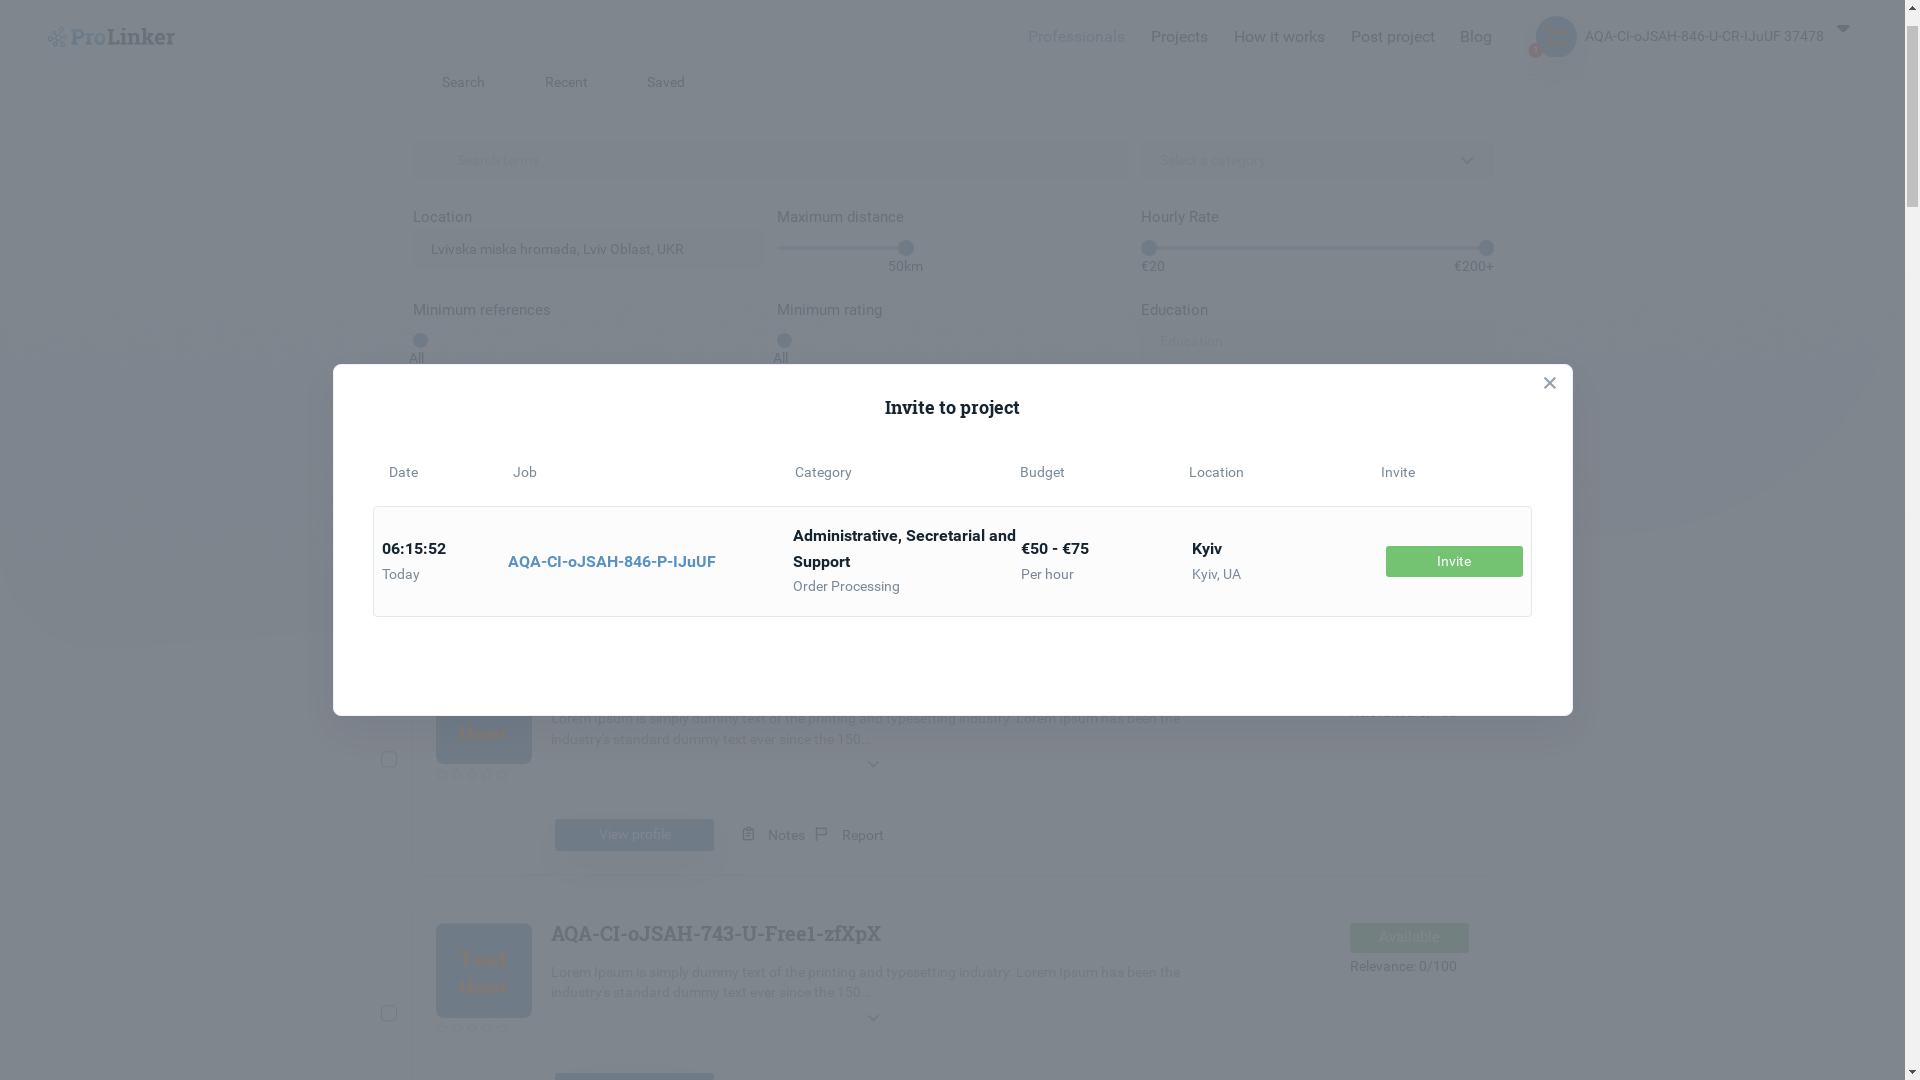 ProLinker
Professionals Projects How it works Post project Blog AQA-CI-oJSAH-846-U-CR-IJuUF 37478
Search Recent Saved
Search terms Select a category
Location Maximum distance Hourly Rate
Lvivska miska hromada, Lviv Oblast, UKR
50km €20 €200+
Minimum references Minimum rating Education
Education
All All
Invite to project
Date Job Category Budget Location Invite
Administrative, Secretarial and
06:15:52 €50 - €75 Kyiv
AQA-CI-oJSAH-846-P-IJuUF Support Invite
Today Per hour Kyiv, UA
Order Processing
Lorem Ipsum is simply dummy text of the printing and typesetting industry. Lorem Ipsum has been the
industry's standard dummy text ever since the 150...
View profile Notes Report
AQA-CI-oJSAH-743-U-Free1-zfXpX Available
Test
Relevance: 0/100
Lorem Ipsum is simply dummy text of the printing and typesetting industry. Lorem Ipsum has been the
industry's standard dummy text ever since the 150...